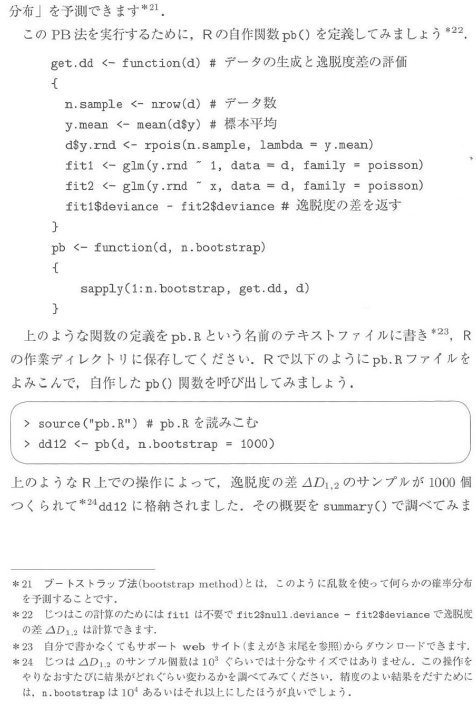 分布」を予測できます*21．
この PB 法を実行するために，R の自作関数 pb() を定義してみましょう*22．
get.dd <- function(d) # データの生成と逸脱度差の評価
{
n.sample <- nrow(d) # データ数
y.mean <- mean(d$y) # 標本平均
d$y.rnd <- rpois(n.sample, lambda = y.mean)
fit1 <- glm(y.rnd ~ 1, data = d, family = poisson)
fit2 <- glm(y.rnd ~ x, data = d, family = poisson)
fit1$deviance - fit2$deviance # 逸脱度の差を返す
}
pb <- function(d, n.bootstrap)
{
sapply(1:n.bootstrap, get.dd, d)
}
上のような関数の定義を pb.R という名前のテキストファイルに書き*23，R
の作業ディレクトリに保存してください．R で以下のように pb.R ファイルを
よみこんで，自作した pb() 関数を呼び出してみましょう．
> source("pb.R") # pb.R を読みこむ
> dd12 <- pb(d, n.bootstrap = 1000)
上のような R 上での操作によって，逸脱度の差 ΔD1,2 のサンプルが 1000 個
つくられて*24 dd12 に格納されました．その概要を summary() で調べてみま
*21 ブートストラップ法(bootstrap method)とは，このように乱数を使って何らかの確率分布
を予測することです．
*22 じつはこの計算のためには fit1 は不要で fit2$null.deviance - fit2$deviance で逸脱度
の差 ΔD1,2 は計算できます．
*23 自分で書かなくてもサポート web サイト(まえがき末尾を参照)からダウンロードできます．
*24 じつは ΔD1,2 のサンプル個数は 10³ ぐらいでは十分なサイズではありません．この操作を
やりなおすたびに結果がどれぐらい変わるかを調べてみてください．精度のよい結果をだすために
は，n.bootstrap は 10⁴ あるいはそれ以上にしたほうが良いでしょう．